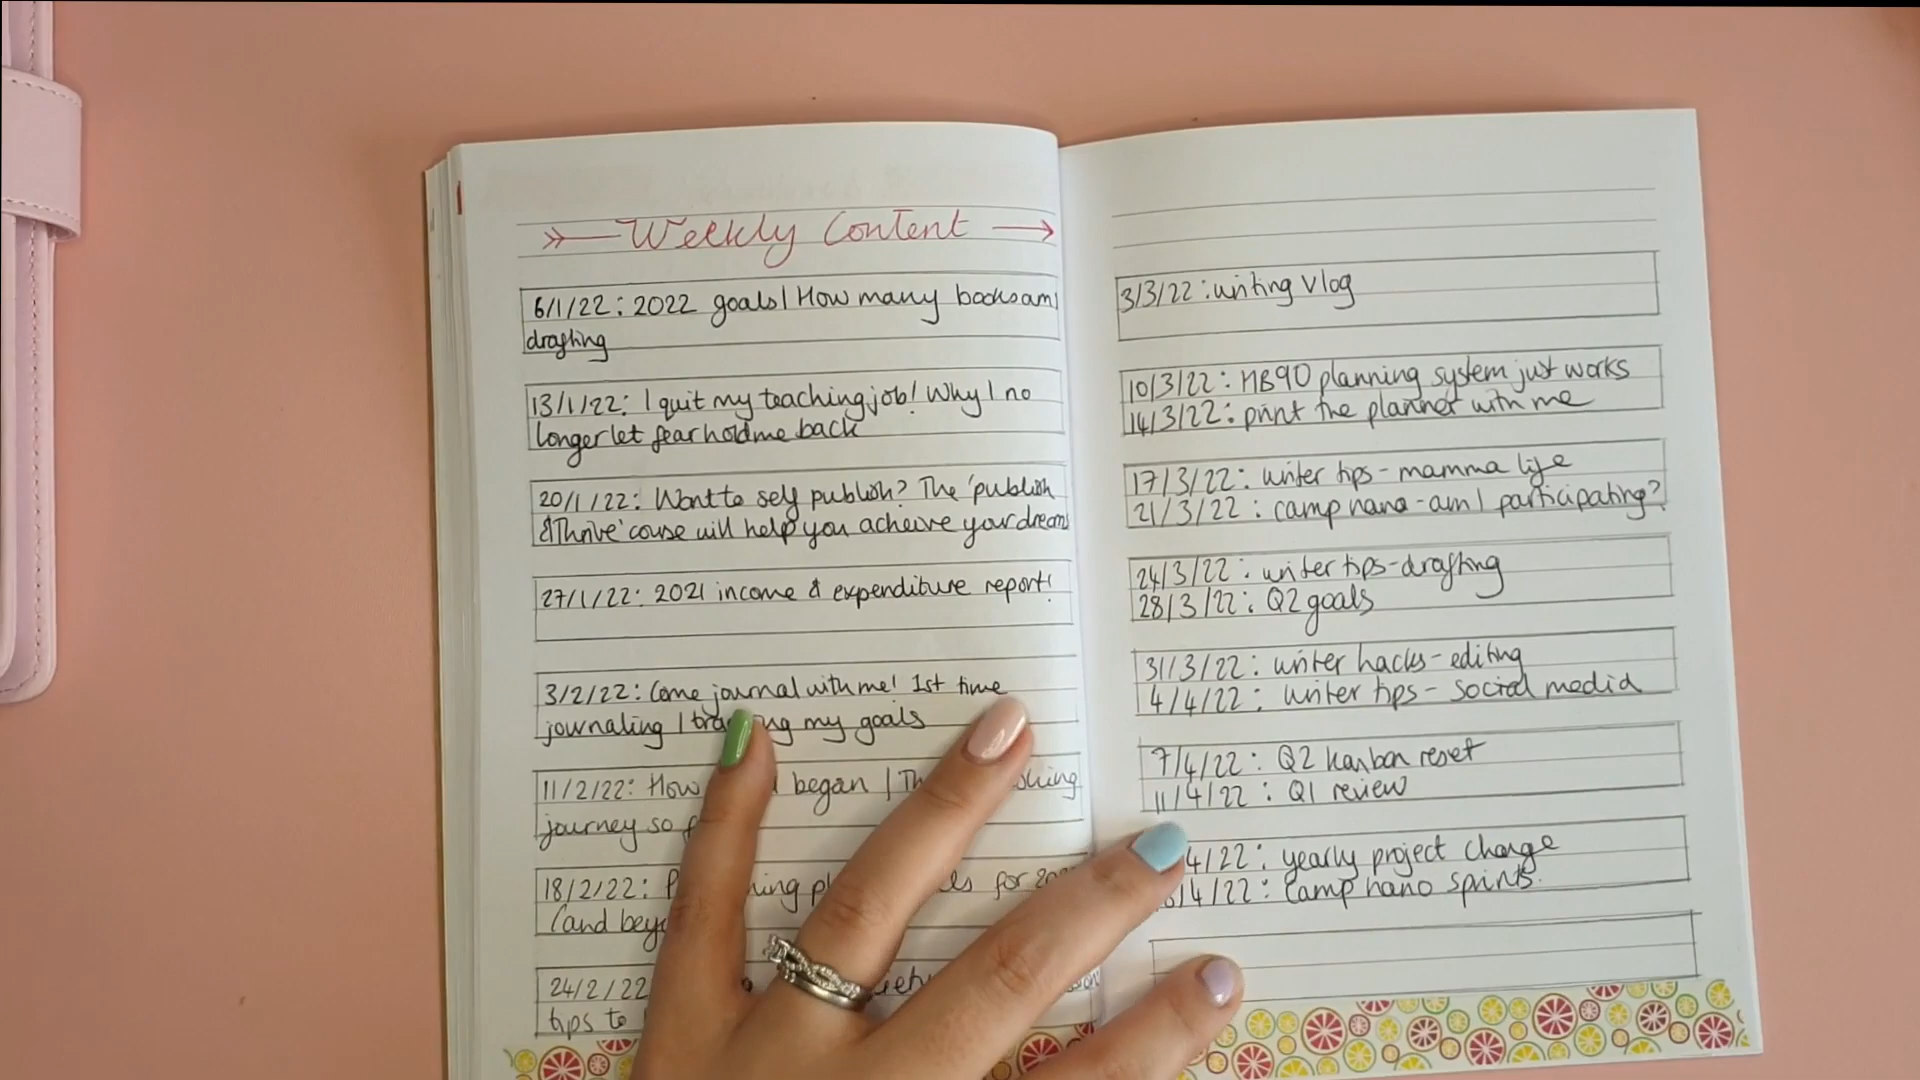 Weekly Content
6/1/22: 2022 goals | How many books am I
drafting
13/1/22: I quit my teaching job! Why I no
longer let fear hold me back
20/1/22: Want to self publish? The 'publish
& Thrive' course will help you acheive your dreams
27/1/22: 2021 income & expenditure report!
3/2/22: Come journal with me! 1st time
journaling | tracking my goals
11/2/22: How began |
journey so
18/2/22: for
(and
24/2/22
tips to
3/3/22: writing vlog
10/3/22: HB90 planning system just works
14/3/22: print the planner with me
17/3/22: writer tips - mamma life
21/3/22: camp nano - am I participating?
24/3/22: writer tips - drafting
28/3/22: Q2 goals
31/3/22: writer hacks - editing
4/4/22: writer tips - social media
7/4/22: Q2 kanban reset
11/4/22: Q1 review
4/22: yearly project change
/4/22: camp nano sprints.